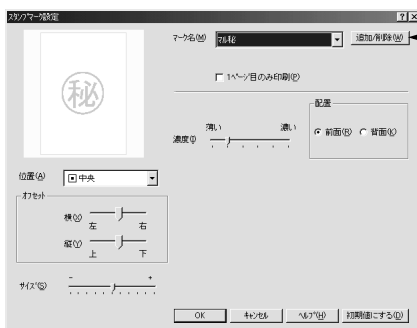 スタンプマーク設定
マーク名(M)
マル秘
追加/削除(W)
秘
1ページ目のみ印刷(P)
配置
薄い 濃い
濃度(I)
前面(R) 背面(K)
位置(A)
中央
オフセット
横(X)
左 右
縦(Y)
上 下
サイズ(S)
- +
OK キャンセル ヘルプ(H) 初期値にする(D)